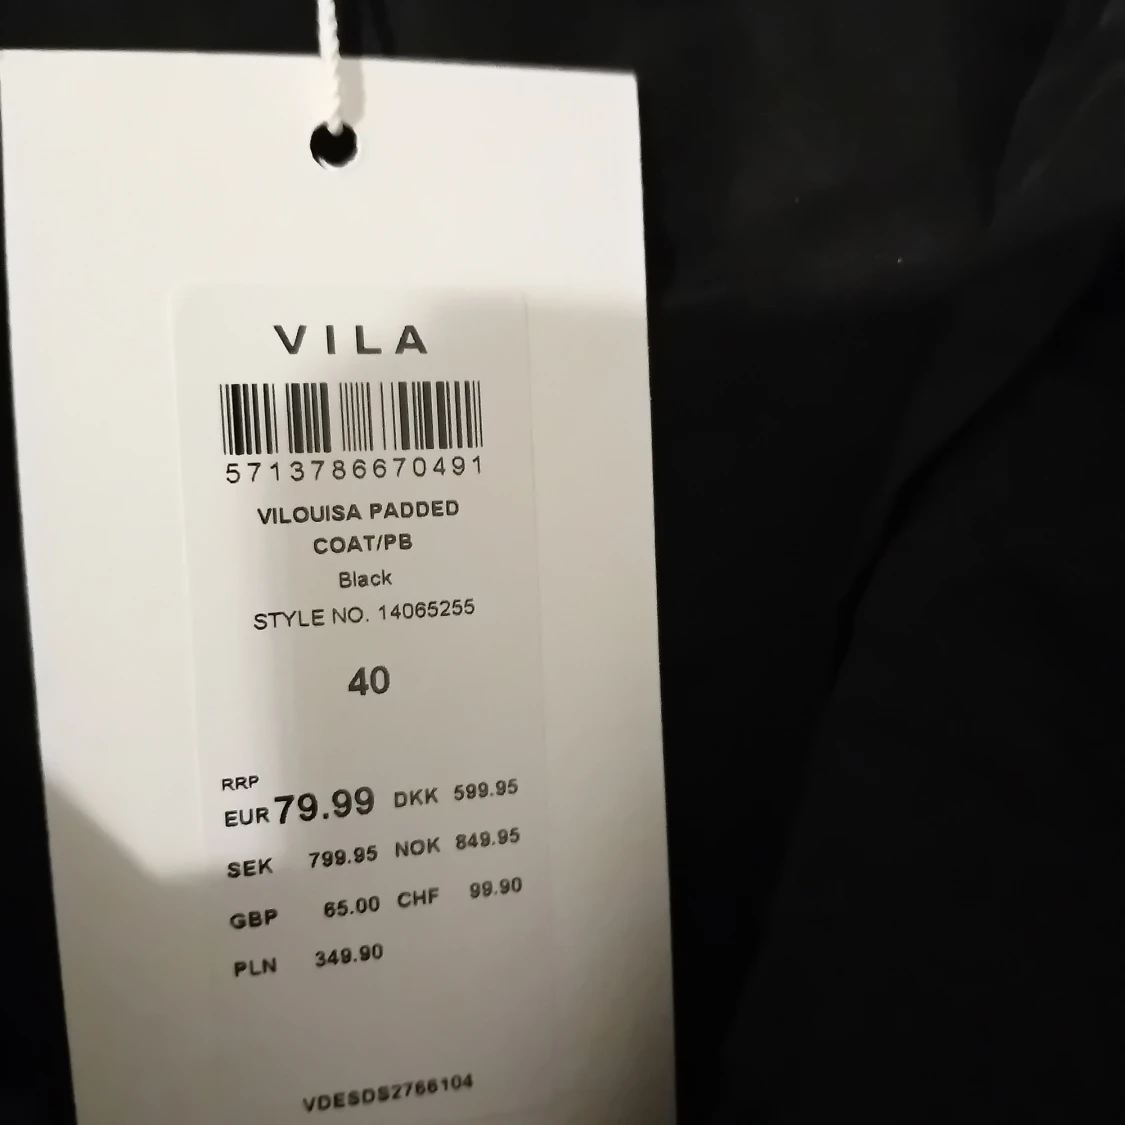 VILA
5713786670491
VILOUISA PADDED
COAT/PB
Black
STYLE NO. 14065255
40
RRP
EUR 79.99 DKK 599.95
SEK 799.95 NOK 849.95
GBP 65.00 CHF 99.90
PLN 349.90
VDESDS2766104